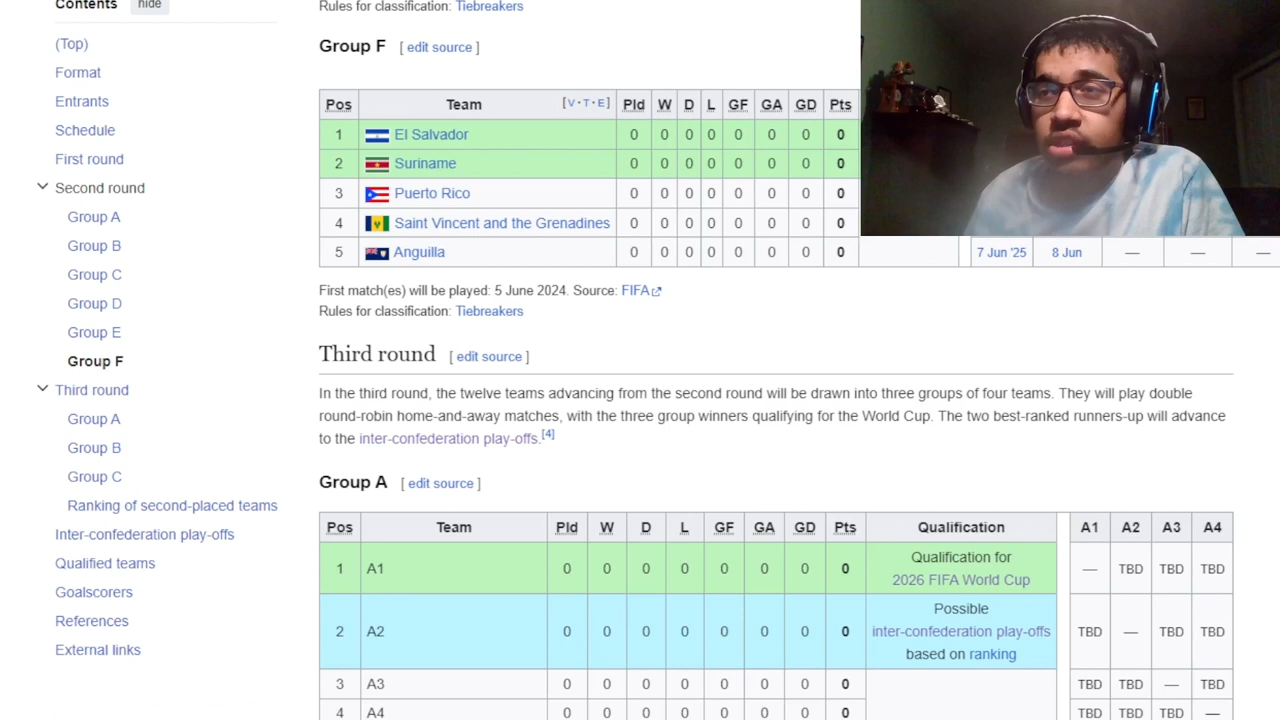 Contents hide
(Top)
Format
Entrants
Schedule
First round
Second round
Group A
Group B
Group C
Group D
Group E
Group F
Third round
Group A
Group B
Group C
Ranking of second-placed teams
Inter-confederation play-offs
Qualified teams
Goalscorers
References
External links
Rules for classification: Tiebreakers
Group F [ edit source ]
Pos Team [V·T·E] Pld W D L GF GA GD Pts
1 El Salvador 0 0 0 0 0 0 0 0
2 Suriname 0 0 0 0 0 0 0 0
3 Puerto Rico 0 0 0 0 0 0 0 0
4 Saint Vincent and the Grenadines 0 0 0 0 0 0 0 0
5 Anguilla 0 0 0 0 0 0 0 0 7 Jun '25 8 Jun — — —
First match(es) will be played: 5 June 2024. Source: FIFA
Rules for classification: Tiebreakers
Third round [ edit source ]
In the third round, the twelve teams advancing from the second round will be drawn into three groups of four teams. They will play double
round-robin home-and-away matches, with the three group winners qualifying for the World Cup. The two best-ranked runners-up will advance
to the inter-confederation play-offs.[4]
Group A [ edit source ]
Pos Team Pld W D L GF GA GD Pts Qualification A1 A2 A3 A4
1 A1 0 0 0 0 0 0 0 0 Qualification for
2026 FIFA World Cup — TBD TBD TBD
2 A2 0 0 0 0 0 0 0 0 Possible
inter-confederation play-offs
based on ranking TBD — TBD TBD
3 A3 0 0 0 0 0 0 0 0 TBD TBD — TBD
4 A4 0 0 0 0 0 0 0 0 TBD TBD TBD —